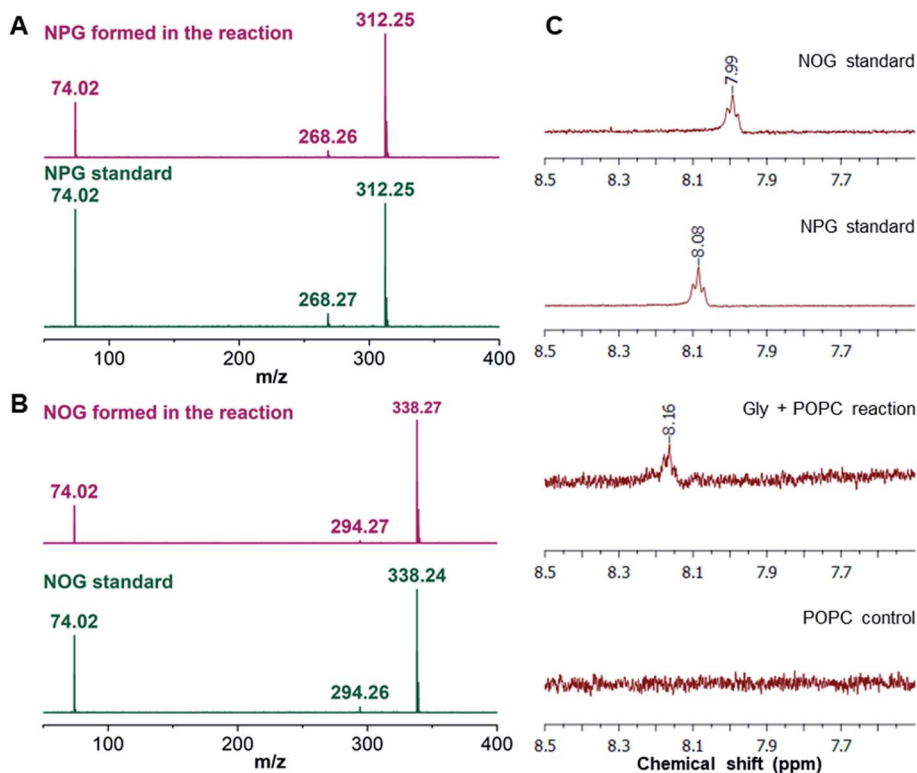 A
NPG formed in the reaction
312.25
74.02
268.26
NPG standard
74.02
312.25
268.27
100 200 300 400
m/z
B
NOG formed in the reaction
338.27
74.02
294.27
NOG standard
338.24
74.02
294.26
100 200 300 400
m/z
C
NOG standard
7.99
8.5 8.3 8.1 7.9 7.7
NPG standard
8.08
8.5 8.3 8.1 7.9 7.7
Gly + POPC reaction
8.16
8.5 8.3 8.1 7.9 7.7
POPC control
8.5 8.3 8.1 7.9 7.7
Chemical shift (ppm)